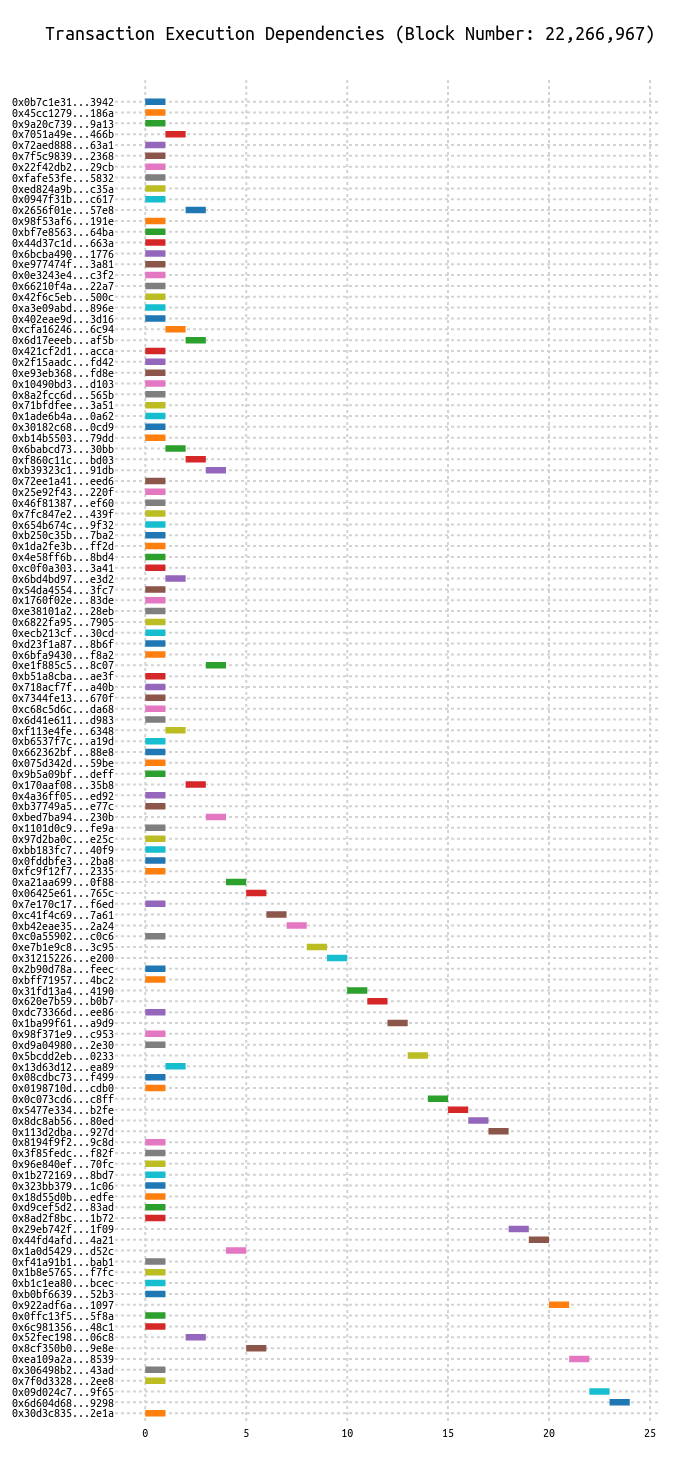 Transaction Execution Dependencies (Block Number: 22,266,967)
0x0b7c1e31...3942
0x45cc1279...186a
0x9a20c739...9a13
0x7051a49e...466b
0x72aed888...63a1
0x7f5c9839...2368
0x22f42db2...29cb
0xfafe53fe...5832
0xed824a9b...c35a
0x0947f31b...c617
0x2656f01e...57e8
0x98f53af6...191e
0xbf7e8563...64ba
0x44d37c1d...663a
0x6bcba490...1776
0xe977474f...3a81
0x0e3243e4...c3f2
0x66210f4a...22a7
0x42f6c5eb...500c
0xa3e09abd...896e
0x402eae9d...3d16
0xcfa16246...6c94
0x6d17eeeb...af5b
0x421cf2d1...acca
0x2f15aadc...fd42
0xe93eb368...fd8e
0x10490bd3...d103
0x8a2fcc6d...565b
0x71bfdfee...3a51
0x1ade6b4a...0a62
0x30182c68...0cd9
0xb14b5503...79dd
0x6babcd73...30bb
0xf860c11c...bd03
0xb39323c1...91db
0x72ee1a41...eed6
0x25e92f43...220f
0x46f81387...ef60
0x7fc847e2...439f
0x654b674c...9f32
0xb250c35b...7ba2
0x1da2fe3b...ff2d
0x4e58ff6b...8bd4
0xc0f0a303...3a41
0x6bd4bd97...e3d2
0x54da4554...3fc7
0x1760f02e...83de
0xe38101a2...28eb
0x6822fa95...7905
0xecb213cf...30cd
0xd23f1a87...8b6f
0x6bfa9430...f8a2
0xe1f885c5...8c07
0xb51a8cba...ae3f
0x718acf7f...a40b
0x7344fe13...670f
0xc68c5d6c...da68
0x6d41e611...d983
0xf113e4fe...6348
0xb6537f7c...a19d
0x662362bf...88e8
0x075d342d...59be
0x9b5a09bf...deff
0x170aaf08...35b8
0x4a36ff05...ed92
0xb37749a5...e77c
0xbed7ba94...230b
0x1101d0c9...fe9a
0x97d2ba0c...e25c
0xbb183fc7...40f9
0x0fddbfe3...2ba8
0xfc9f12f7...2335
0xa21aa699...0f88
0x06425e61...765c
0x7e170c17...f6ed
0xc41f4c69...7a61
0xb42eae35...2a24
0xc0a55902...c0c6
0xe7b1e9c8...3c95
0x31215226...e200
0x2b90d78a...feec
0xbff71957...4bc2
0x31fd13a4...4190
0x620e7b59...b0b7
0xdc73366d...ee86
0x1ba99f61...a9d9
0x98f371e9...c953
0xd9a04980...2e30
0x5bcdd2eb...0233
0x13d63d12...ea89
0x08cdbc73...f499
0x0198710d...cdb0
0x0c073cd6...c8ff
0x5477e334...b2fe
0x8dc8ab56...80ed
0x113d2dba...927d
0x8194f9f2...9c8d
0x3f85fedc...f82f
0x96e840ef...70fc
0x1b272169...8bd7
0x323bb379...1c06
0x18d55d0b...edfe
0xd9cef5d2...83ad
0x8ad2f8bc...1b72
0x29eb742f...1f09
0x44fd4afd...4a21
0x1a0d5429...d52c
0xf41a91b1...bab1
0x1b8e5765...f7fc
0xb1c1ea80...bcec
0xb0bf6639...52b3
0x922adf6a...1097
0x0ffc13f5...5f8a
0x6c981356...48c1
0x52fec198...06c8
0x8cf350b0...9e8e
0xea109a2a...8539
0x306498b2...43ad
0x7f0d3328...2ee8
0x09d024c7...9f65
0x6d604d68...9298
0x30d3c835...2e1a
0 5 10 15 20 25